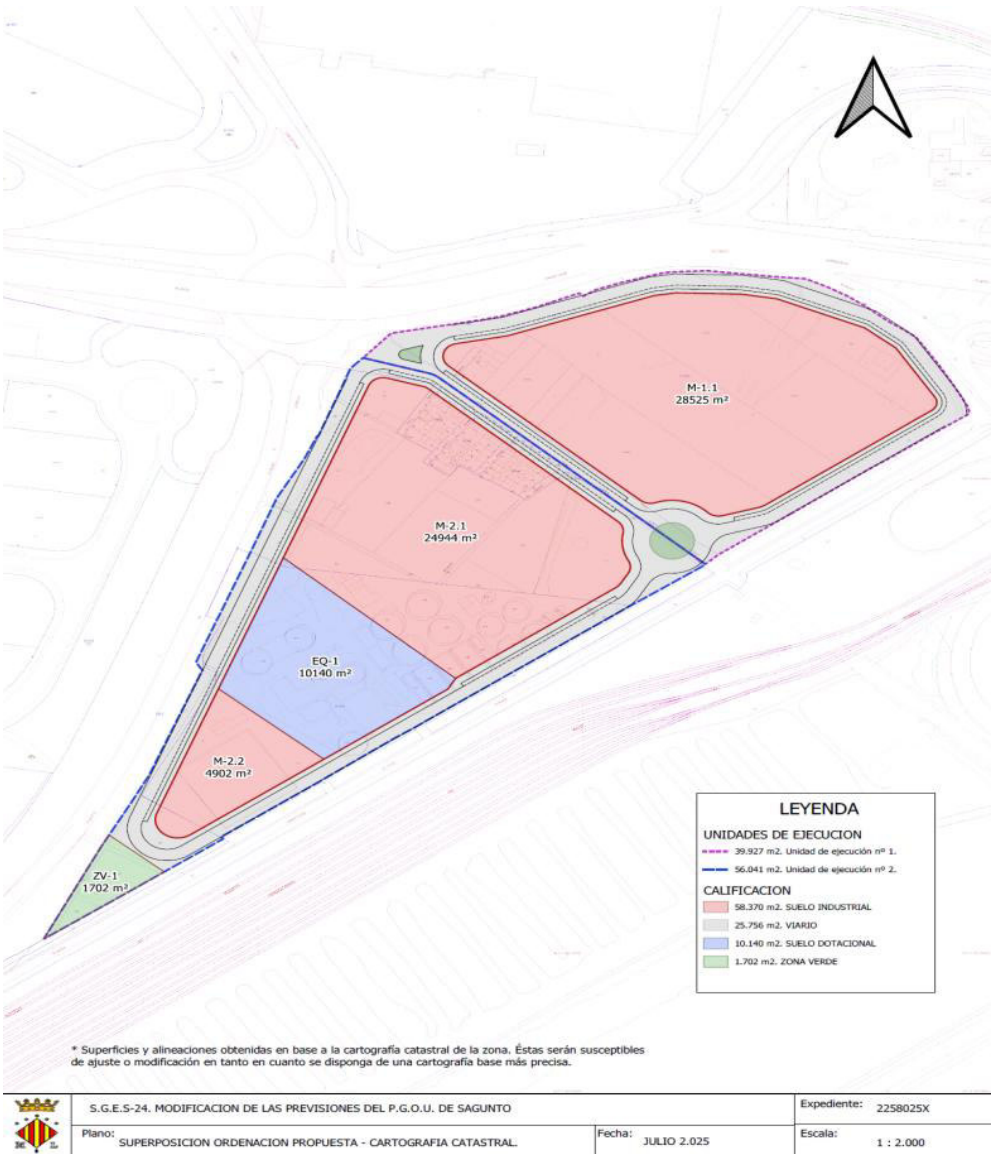 M-1.1
28525 m²
M-2.1
24944 m²
EQ-1
10140 m²
M-2.2
4902 m²
ZV-1
1702 m²
LEYENDA
UNIDADES DE EJECUCION
39.927 m2. Unidad de ejecución nº 1.
56.041 m2. Unidad de ejecución nº 2.
CALIFICACION
58.370 m2. SUELO INDUSTRIAL
25.756 m2. VIARIO
10.140 m2. SUELO DOTACIONAL
1.702 m2. ZONA VERDE
* Superficies y alineaciones obtenidas en base a la cartografía catastral de la zona. Éstas serán susceptibles
de ajuste o modificación en tanto en cuanto se disponga de una cartografía base más precisa.
S.G.E.S-24. MODIFICACION DE LAS PREVISIONES DEL P.G.O.U. DE SAGUNTO
Expediente: 2258025X
Plano: SUPERPOSICION ORDENACION PROPUESTA - CARTOGRAFIA CATASTRAL.
Fecha: JULIO 2.025
Escala: 1 : 2.000